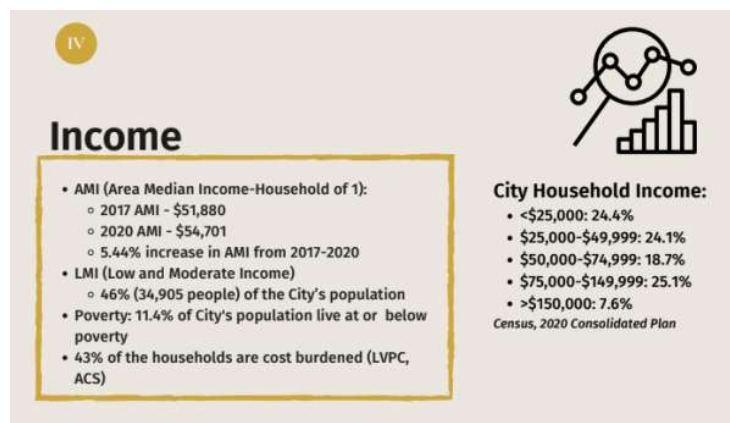 IV
Income
• AMI (Area Median Income-Household of 1):
◦ 2017 AMI - $51,880
◦ 2020 AMI - $54,701
◦ 5.44% increase in AMI from 2017-2020
• LMI (Low and Moderate Income)
◦ 46% (34,905 people) of the City's population
• Poverty: 11.4% of City's population live at or below
poverty
• 43% of the households are cost burdened (LVPC,
ACS)
City Household Income:
• <$25,000: 24.4%
• $25,000-$49,999: 24.1%
• $50,000-$74,999: 18.7%
• $75,000-$149,999: 25.1%
• >$150,000: 7.6%
Census, 2020 Consolidated Plan